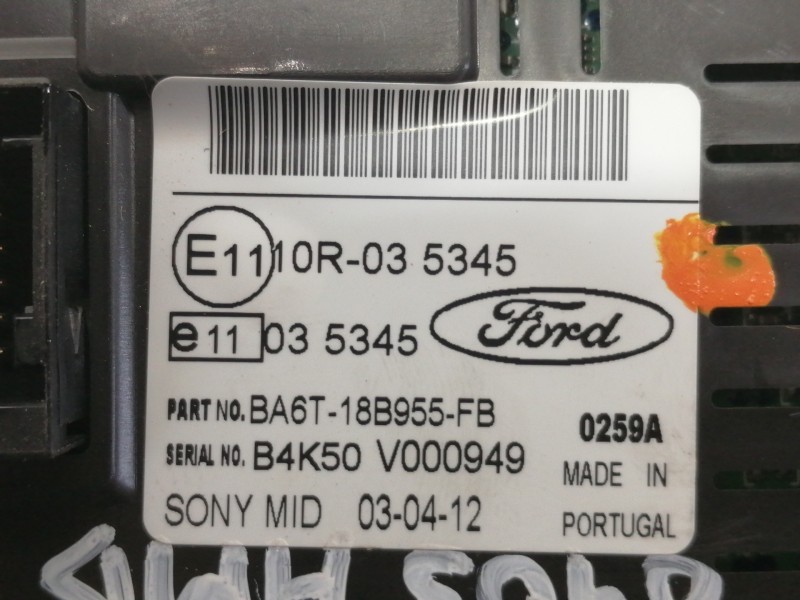 E11 10R-03 5345
e11 03 5345
Ford
PART NO. BA6T-18B955-FB
0259A
SERIAL NO. B4K50 V000949
MADE IN
SONY MID 03-04-12
PORTUGAL